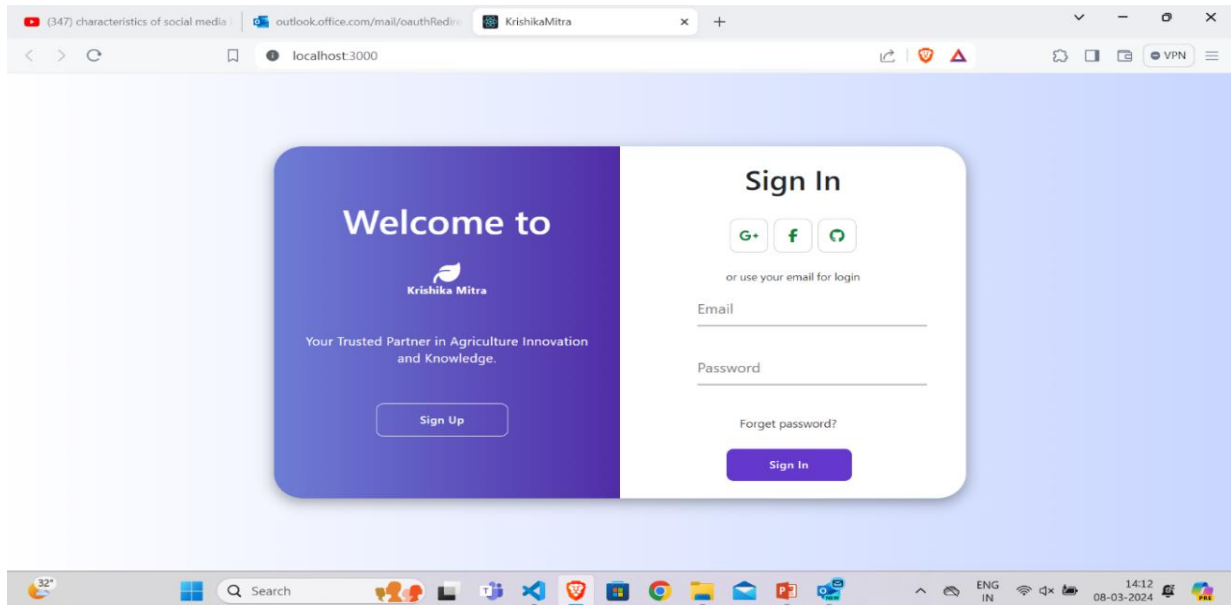 (347) characteristics of social media
outlook.office.com/mail/oauthRedire
KrishikaMitra
localhost:3000
VPN
Welcome to
Krishika Mitra
Your Trusted Partner in Agriculture Innovation
and Knowledge.
Sign Up
Sign In
G+
or use your email for login
Email
Password
Forget password?
Sign In
32°
Search
NEW
ENG
IN
14:12
08-03-2024
PRE